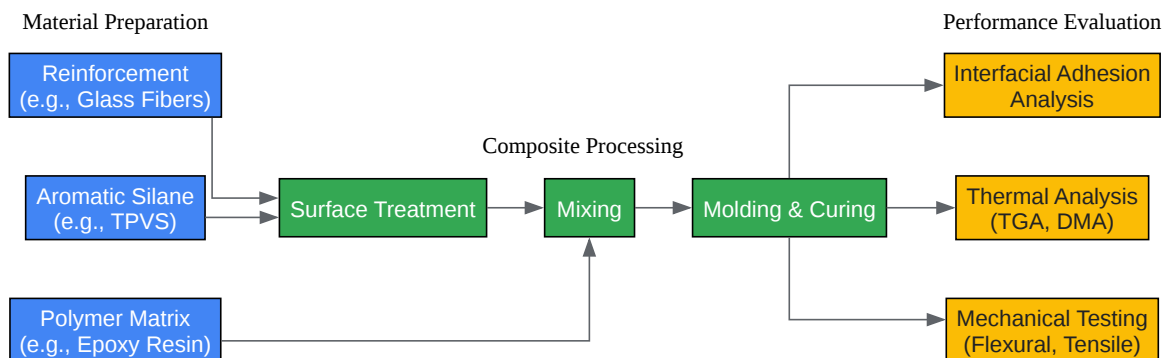 Material Preparation
Performance Evaluation
Reinforcement
(e.g., Glass Fibers)
Interfacial Adhesion
Analysis
Composite Processing
Aromatic Silane
(e.g., TPVS)
Surface Treatment
Mixing
Molding & Curing
Thermal Analysis
(TGA, DMA)
Polymer Matrix
(e.g., Epoxy Resin)
Mechanical Testing
(Flexural, Tensile)